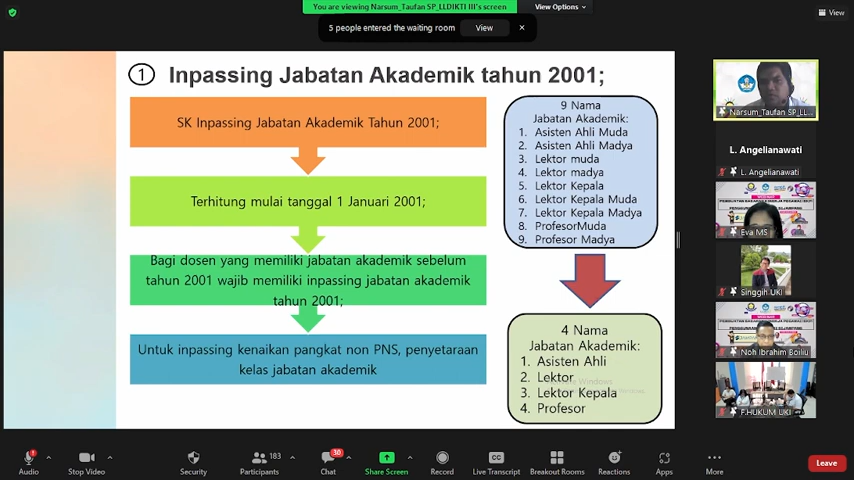 You are viewing Narsum_Taufan SP_LLDIKTI III's screen
View Options
View
5 people entered the waiting room
View
1 Inpassing Jabatan Akademik tahun 2001;
SK Inpassing Jabatan Akademik Tahun 2001;
Terhitung mulai tanggal 1 Januari 2001;
Bagi dosen yang memiliki jabatan akademik sebelum
tahun 2001 wajib memiliki inpassing jabatan akademik
tahun 2001;
Untuk inpassing kenaikan pangkat non PNS, penyetaraan
kelas jabatan akademik
9 Nama
Jabatan Akademik:
1. Asisten Ahli Muda
2. Asisten Ahli Madya
3. Lektor muda
4. Lektor madya
5. Lektor Kepala
6. Lektor Kepala Muda
7. Lektor Kepala Madya
8. ProfesorMuda
9. Profesor Madya
4 Nama
Jabatan Akademik:
1. Asisten Ahli
2. Lektor
3. Lektor Kepala
4. Profesor
Narsum_Taufan SP_LL...
L. Angelianawati
L. Angelianawati
Eva MS
Singgih UKI
Noh Ibrahim Boiliu
F.HUKUM UKI
Audio
Stop Video
Security
183
Participants
30
Chat
Share Screen
Record
CC
Live Transcript
Breakout Rooms
Reactions
Apps
More
Leave